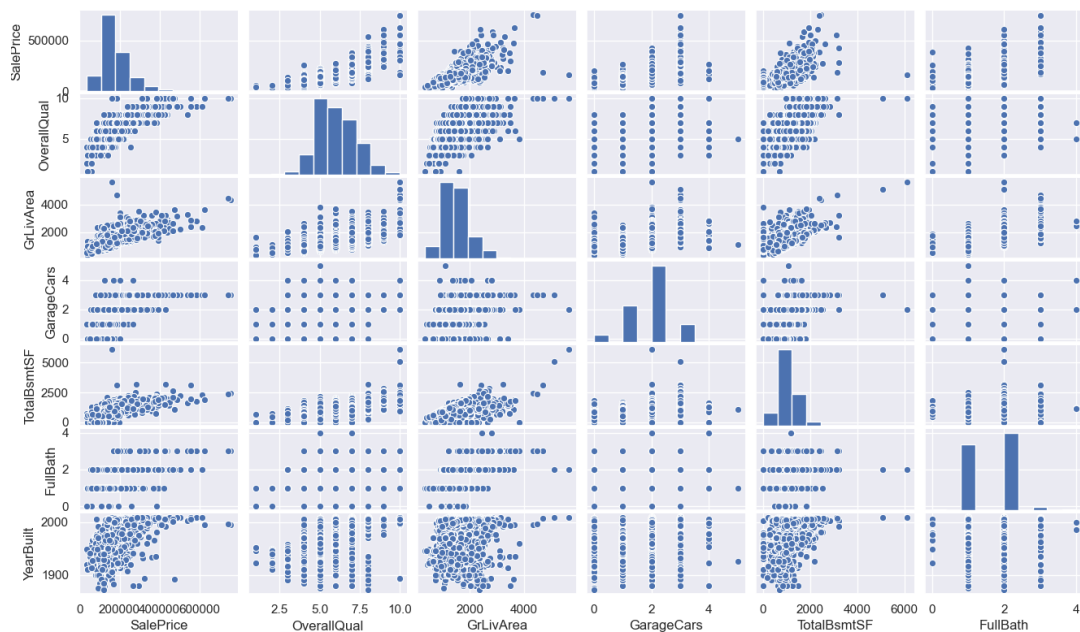 SalePrice
500000
0
OverallQual
10
5
GrLivArea
4000
2000
GarageCars
4
2
0
TotalBsmtSF
5000
2500
0
FullBath
4
2
0
YearBuilt
2000
1900
0 200000 400000 600000
2.5 5.0 7.5 10.0
2000 4000
0 2 4
0 2000 4000 6000
0 2 4
SalePrice OverallQual GrLivArea GarageCars TotalBsmtSF FullBath